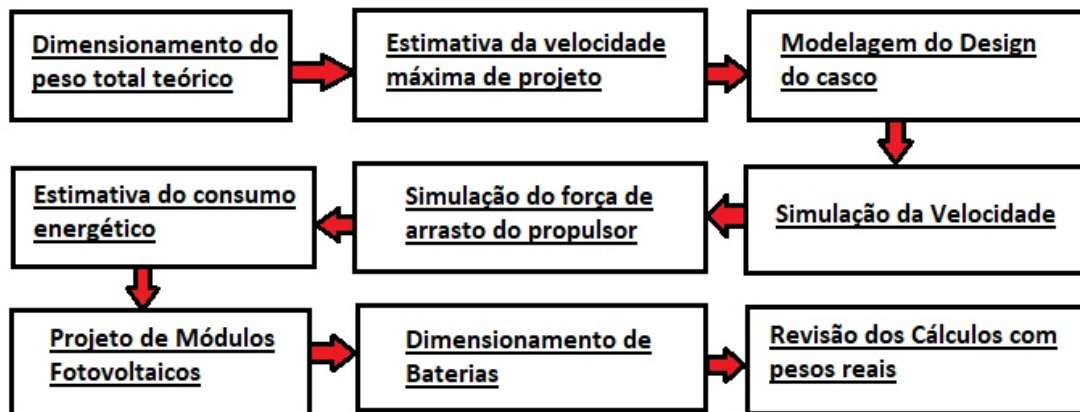 Dimensionamento do
peso total teórico
Estimativa da velocidade
máxima de projeto
Modelagem do Design
do casco
Simulação da Velocidade
Simulação do força de
arrasto do propulsor
Estimativa do consumo
energético
Projeto de Módulos
Fotovoltaicos
Dimensionamento de
Baterias
Revisão dos Cálculos com
pesos reais